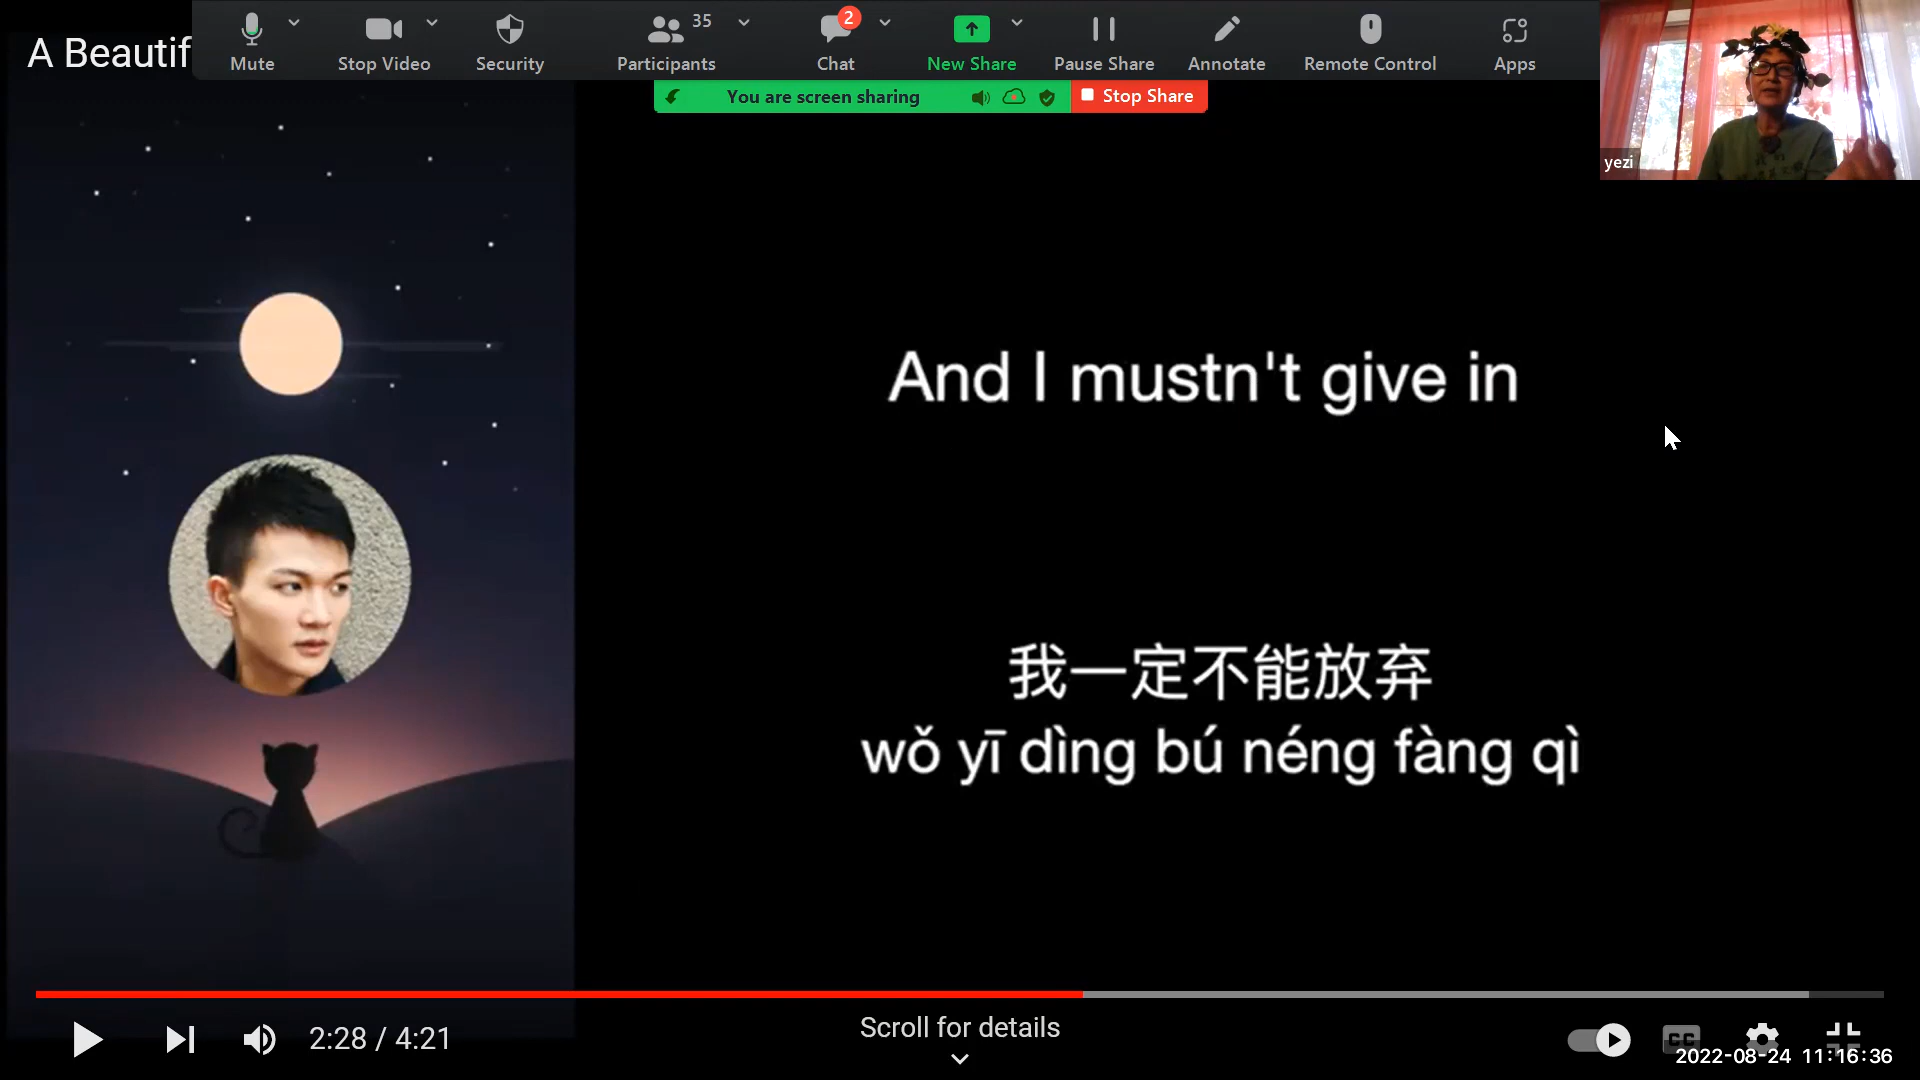 A Beautif
Mute
Stop Video
Security
Participants
35
Chat
2
New Share
Pause Share
Annotate
Remote Control
Apps
You are screen sharing
Stop Share
yezi
And I mustn't give in
我一定不能放弃
wǒ yī dìng bú néng fàng qì
2:28 / 4:21
Scroll for details
CC
2022-08-24 11:16:36